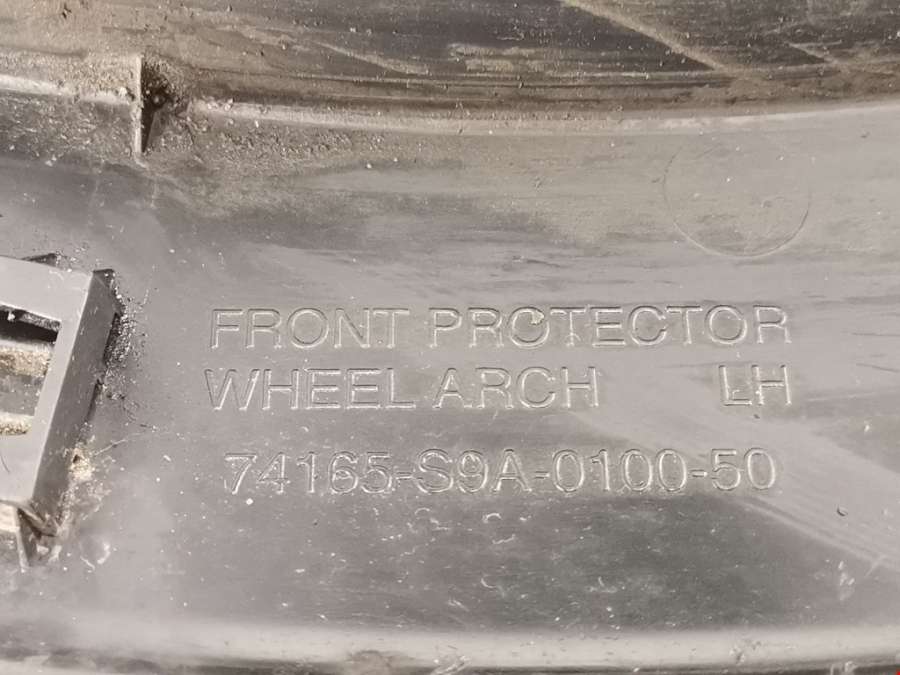 FRONT PROTECTOR
WHEEL ARCH LH
74165-S9A-0100-50